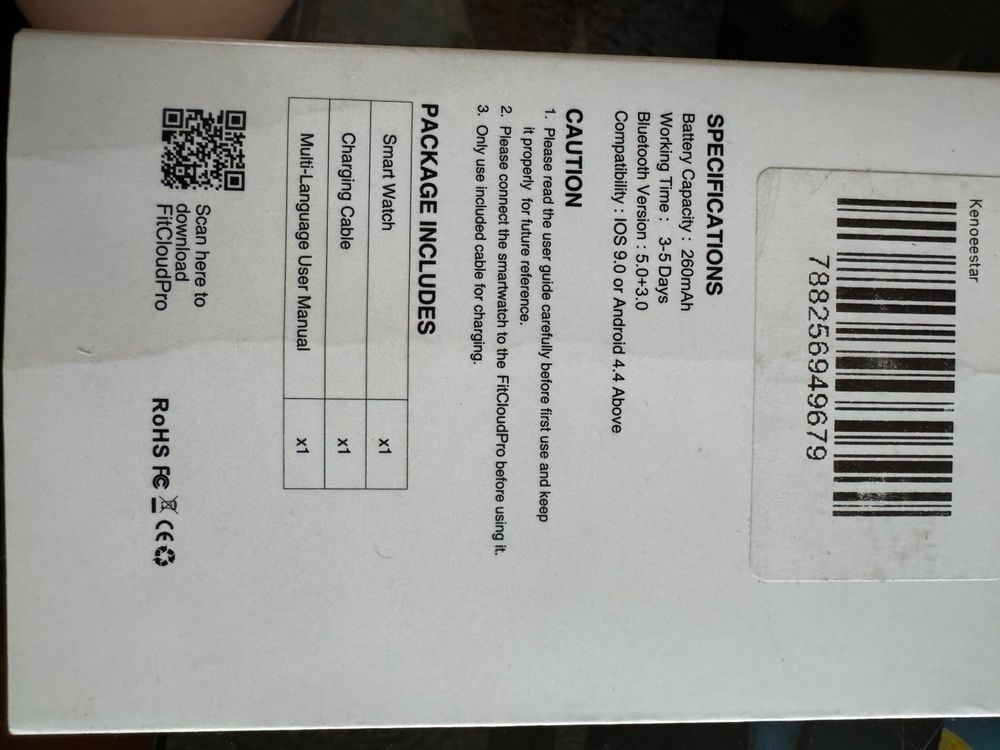 Kenoeestar
788256949679
SPECIFICATIONS
Battery Capacity : 260mAh
Working Time : 3-5 Days
Bluetooth Version : 5.0+3.0
Compatibility : IOS 9.0 or Android 4.4 Above
CAUTION
1. Please read the user guide carefully before first use and keep
it properly for future reference.
2. Please connect the smartwatch to the FitCloudPro before using it.
3. Only use included cable for charging.
PACKAGE INCLUDES
Smart Watch x1
Charging Cable x1
Multi-Language User Manual x1
Scan here to
download
FitCloudPro
RoHS FC CE